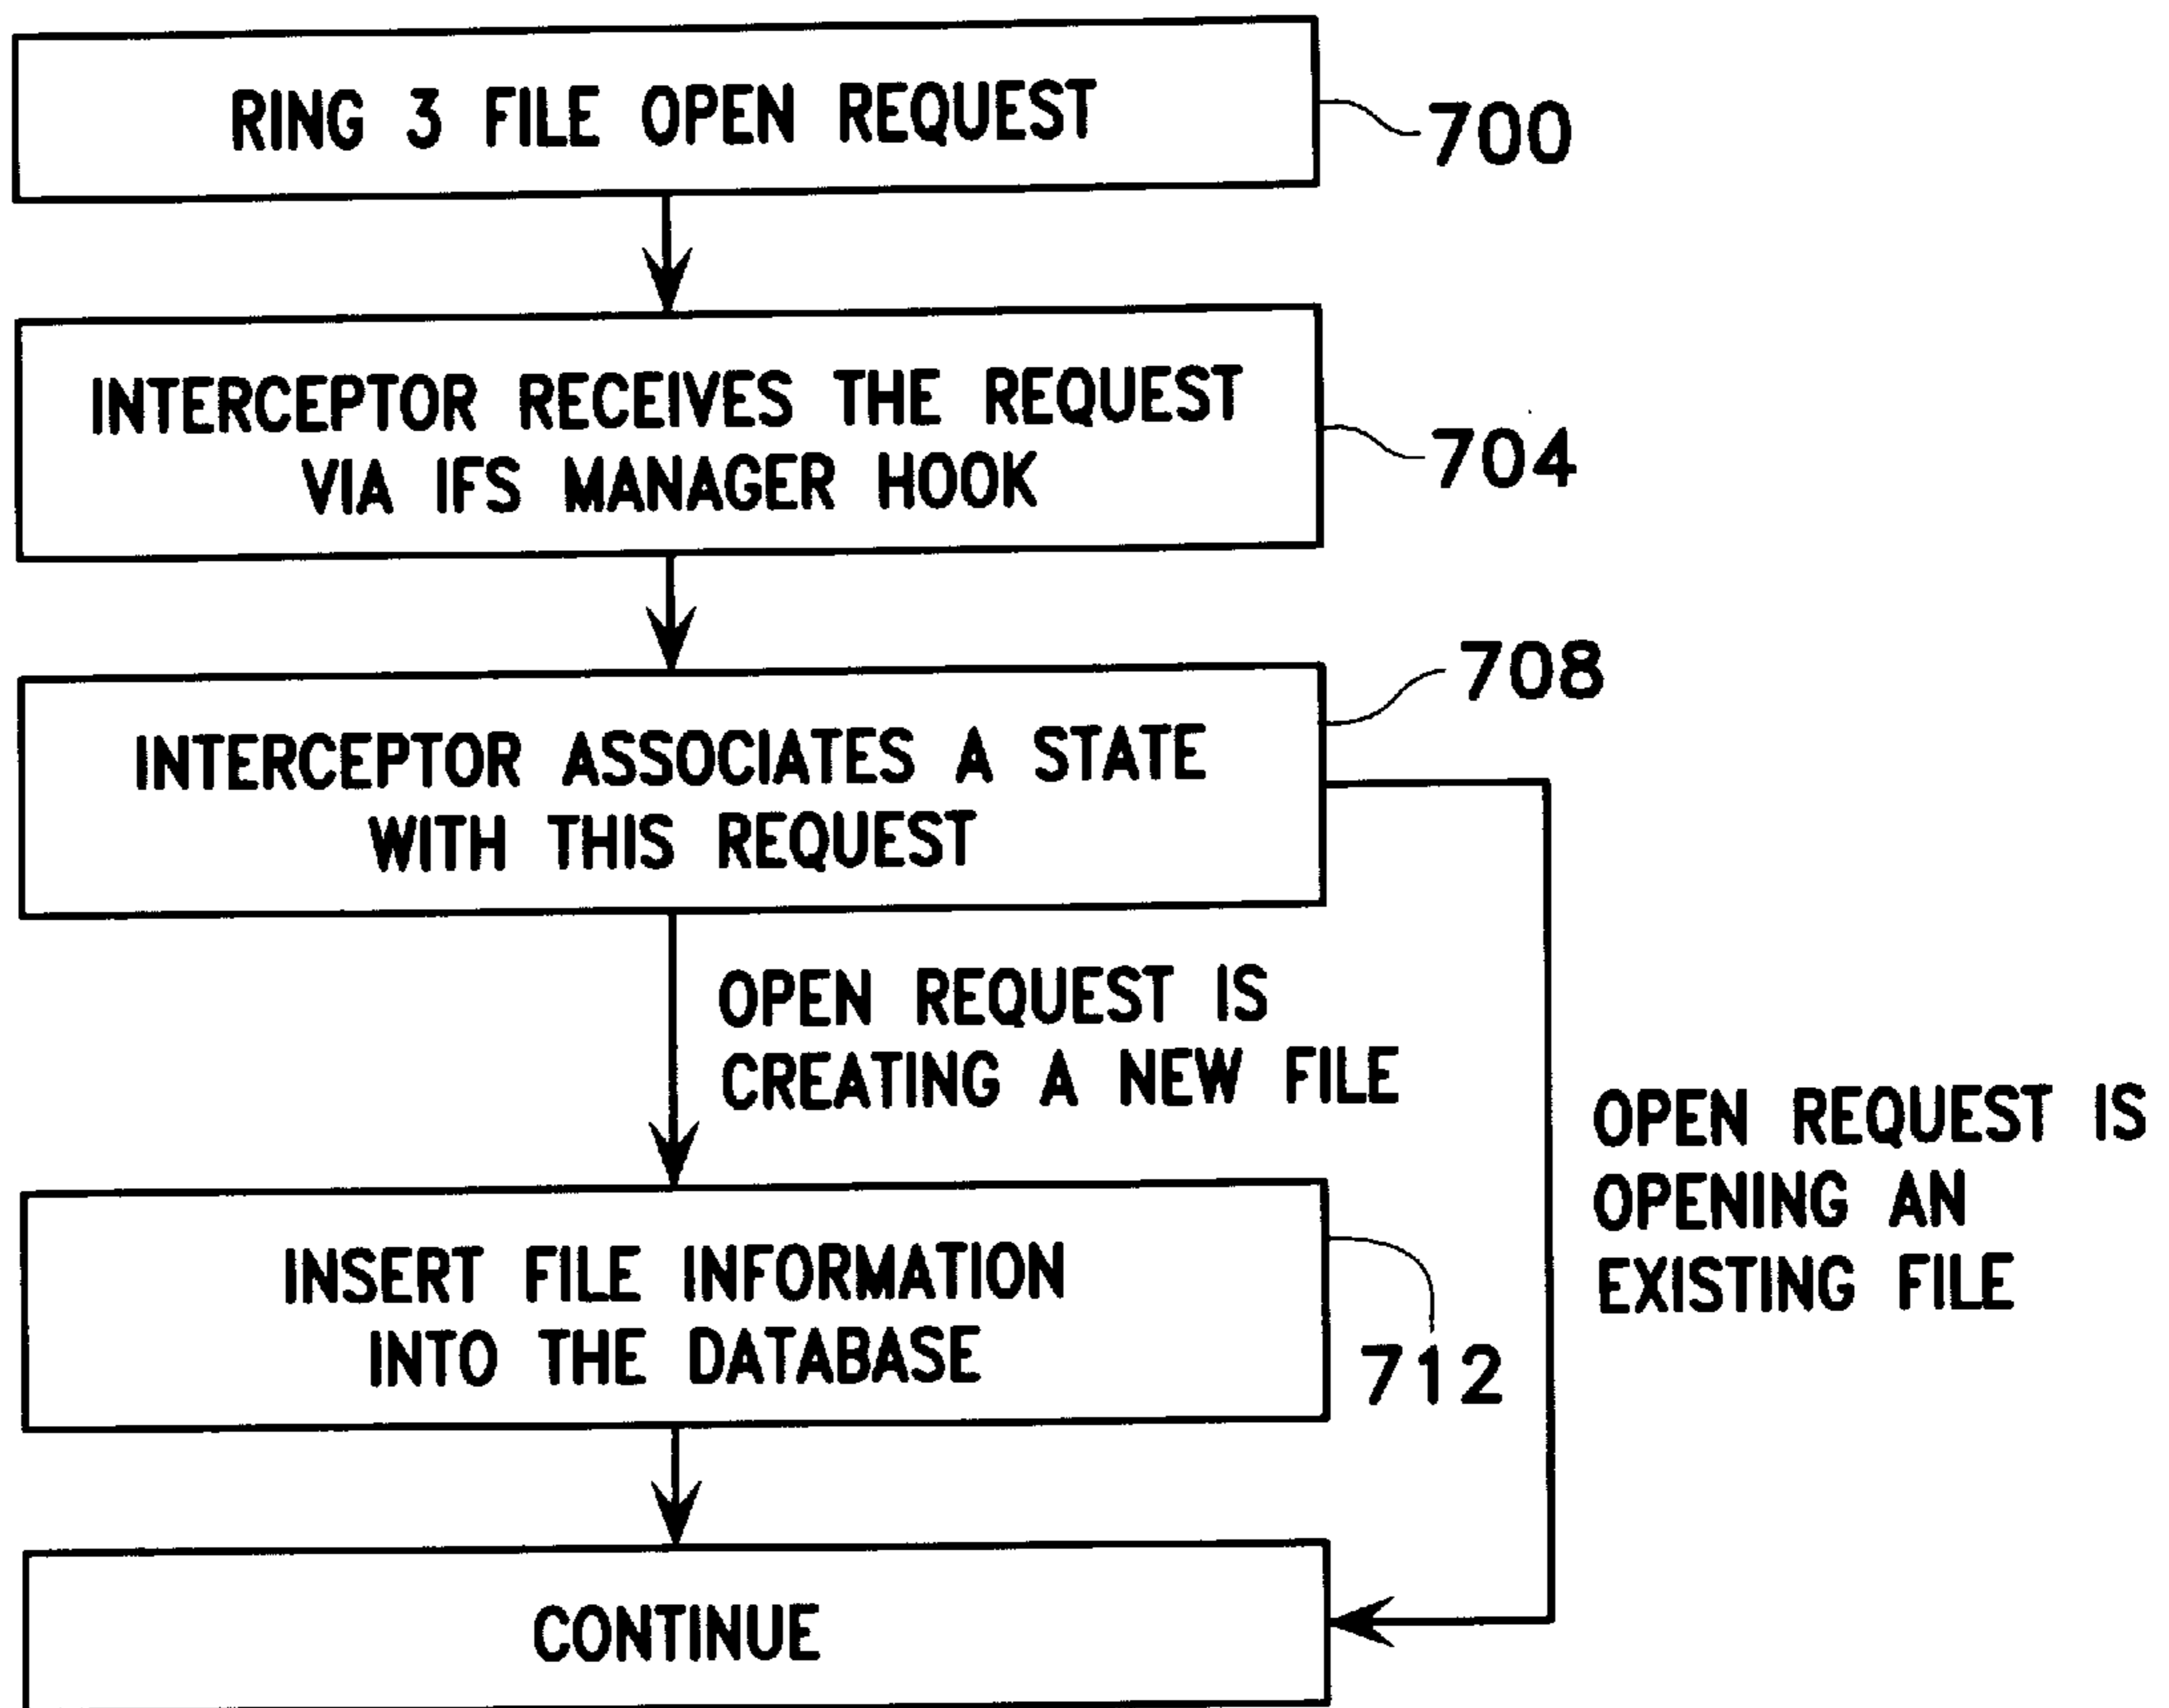 RING 3 FILE OPEN REQUEST
700
INTERCEPTOR RECEIVES THE REQUEST
VIA IFS MANAGER HOOK
704
708
INTERCEPTOR ASSOCIATES A STATE
WITH THIS REQUEST
OPEN REQUEST IS
CREATING A NEW FILE
OPEN REQUEST IS
OPENING AN
EXISTING FILE
INSERT FILE INFORMATION
INTO THE DATABASE
712
CONTINUE